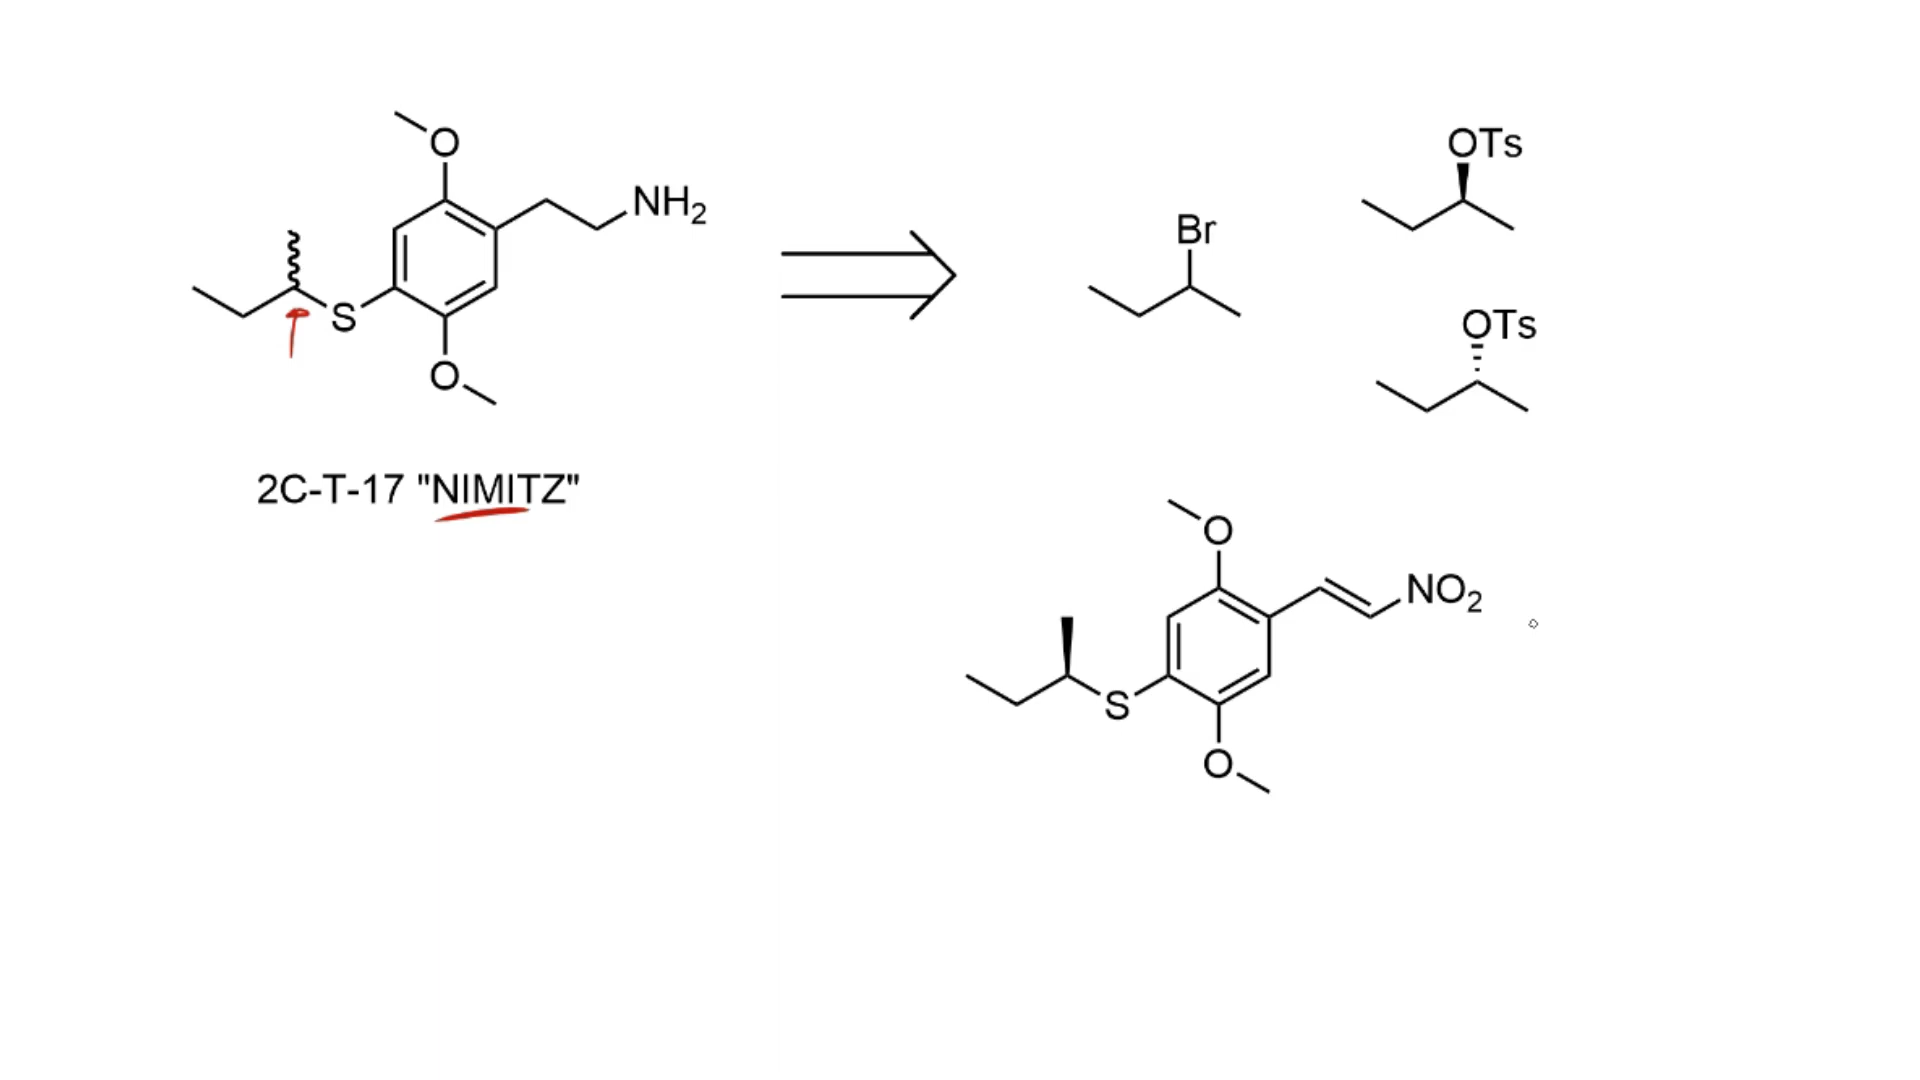 O
NH2
S
O
2C-T-17 "NIMITZ"
Br
OTs
OTs
O
NO2
S
O